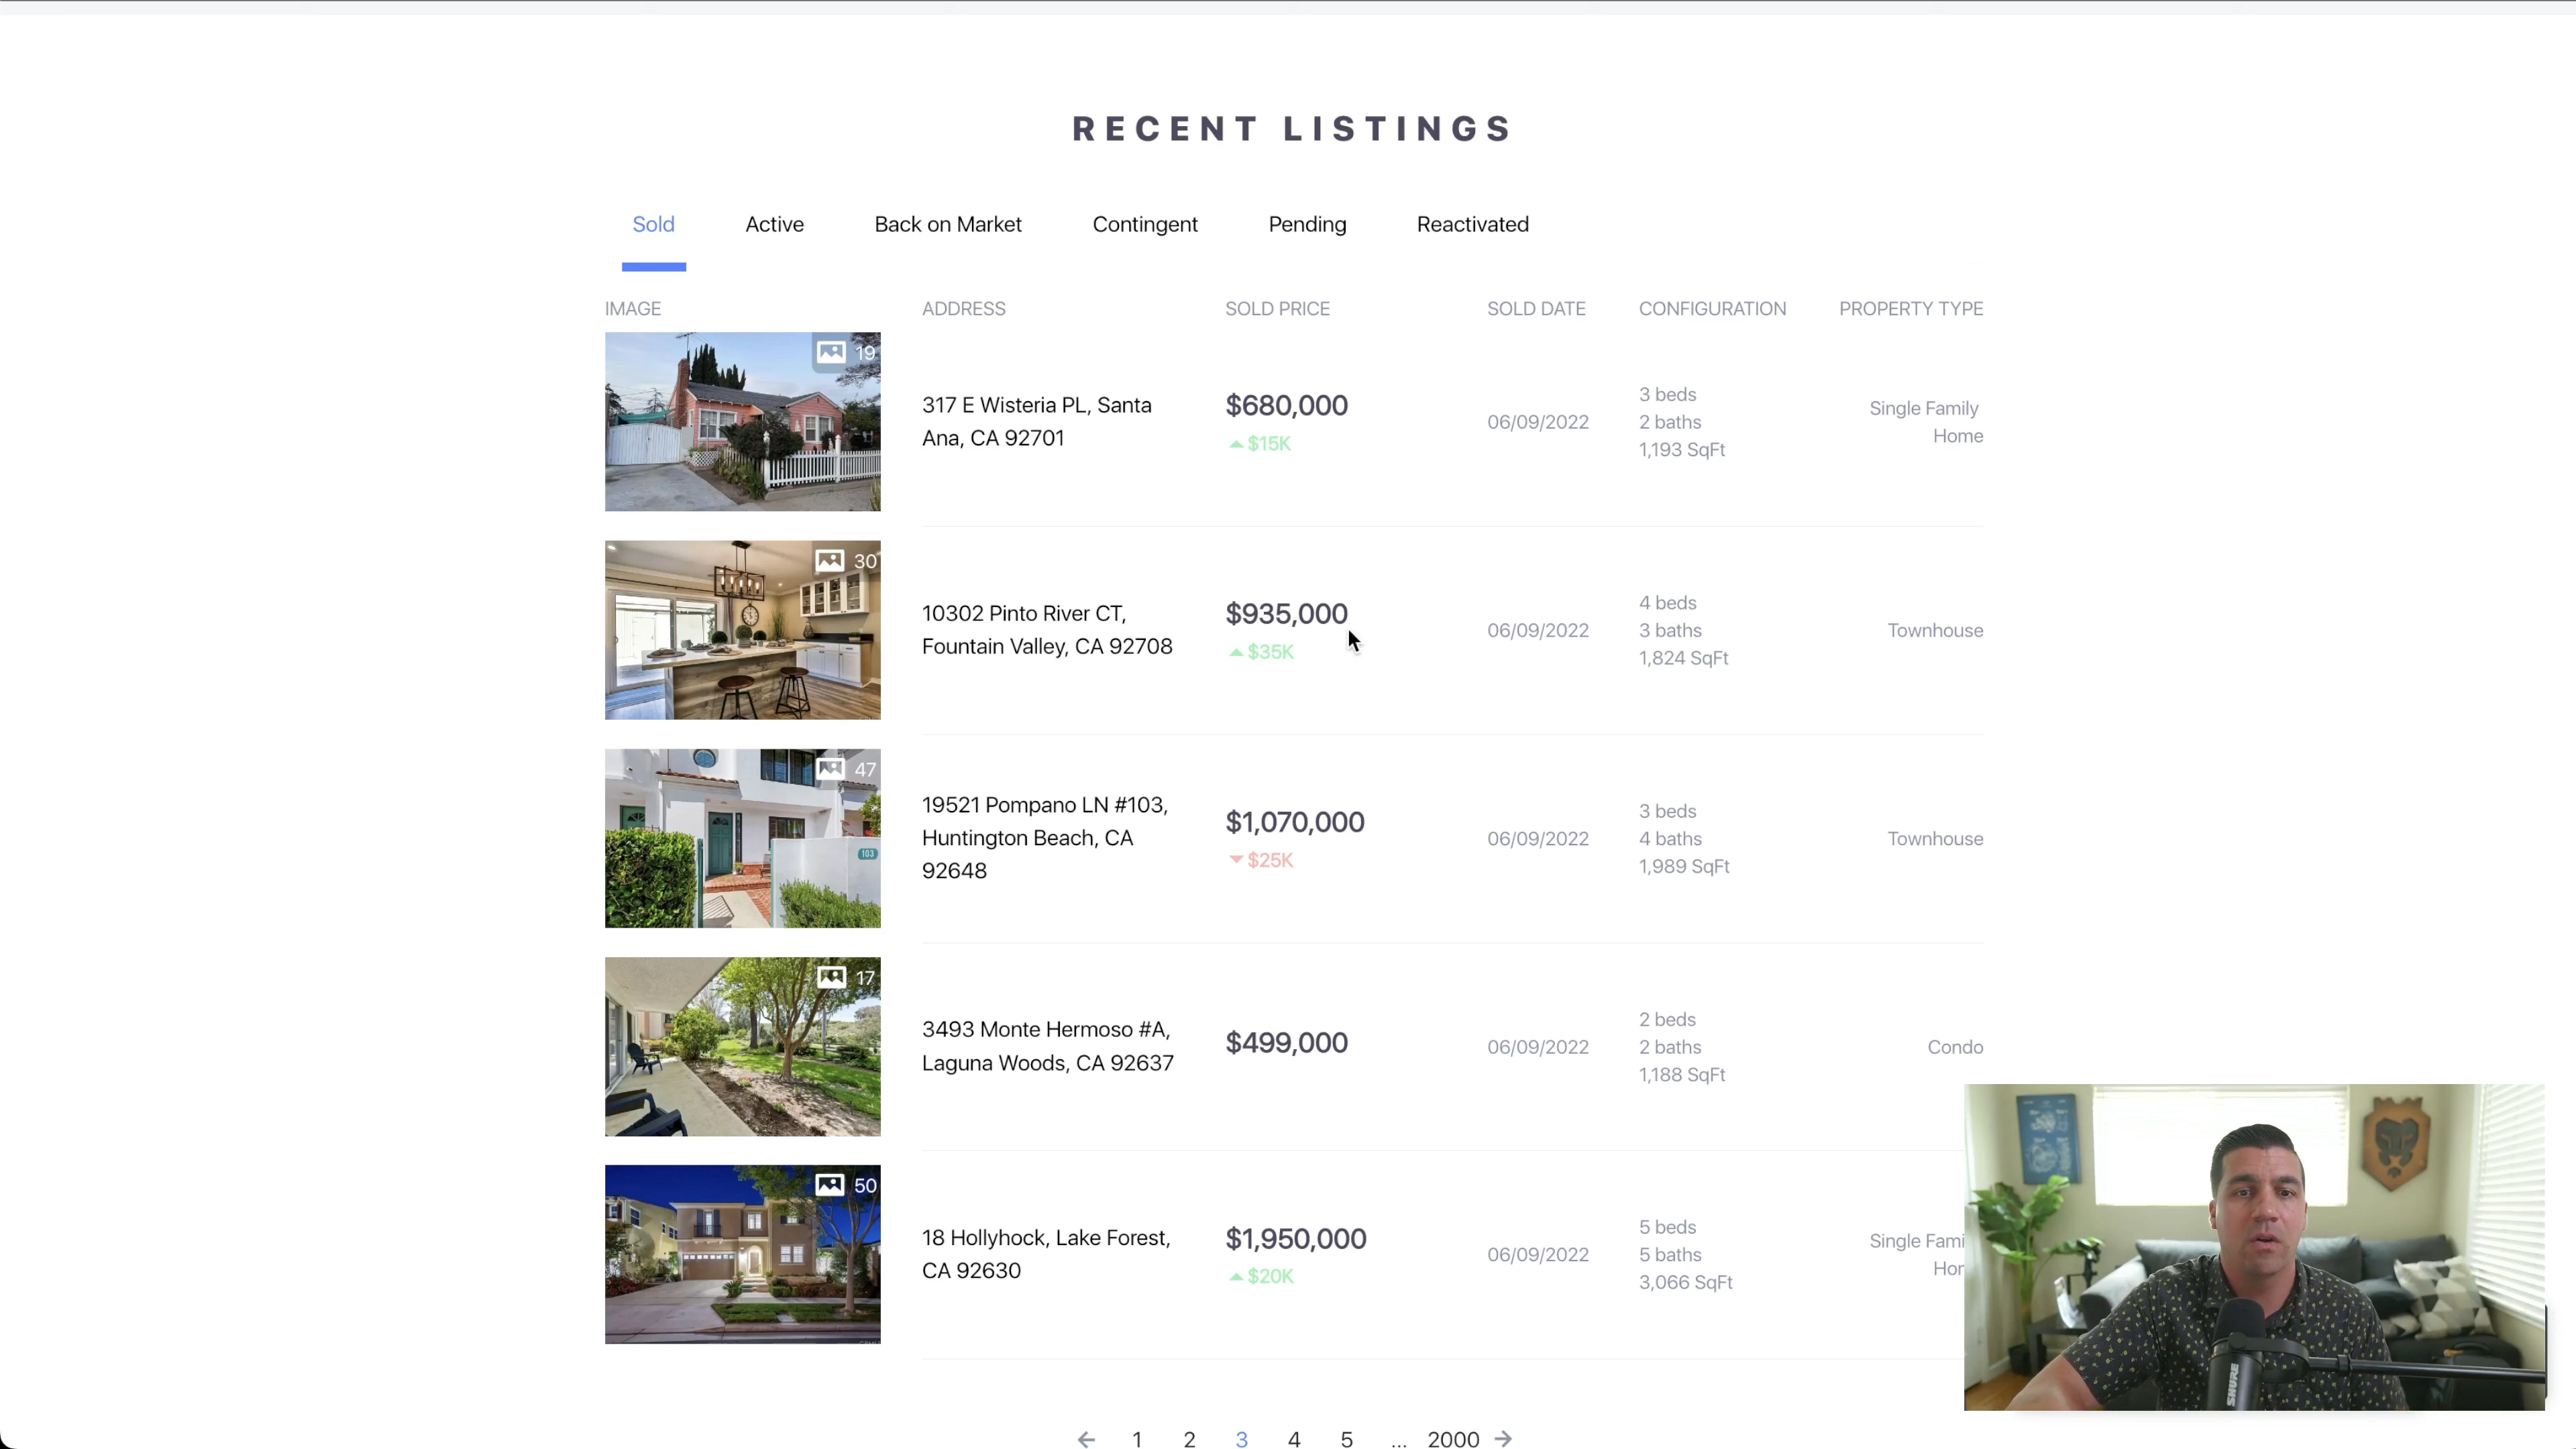 RECENT LISTINGS
Sold Active Back on Market Contingent Pending Reactivated
IMAGE ADDRESS SOLD PRICE SOLD DATE CONFIGURATION PROPERTY TYPE
19
317 E Wisteria PL, Santa
Ana, CA 92701
$680,000
$15K
06/09/2022
3 beds
2 baths
1,193 SqFt
Single Family
Home
30
10302 Pinto River CT,
Fountain Valley, CA 92708
$935,000
$35K
06/09/2022
4 beds
3 baths
1,824 SqFt
Townhouse
47
103
19521 Pompano LN #103,
Huntington Beach, CA
92648
$1,070,000
$25K
06/09/2022
3 beds
4 baths
1,989 SqFt
Townhouse
17
3493 Monte Hermoso #A,
Laguna Woods, CA 92637
$499,000
06/09/2022
2 beds
2 baths
1,188 SqFt
Condo
50
18 Hollyhock, Lake Forest,
CA 92630
$1,950,000
$20K
06/09/2022
5 beds
5 baths
3,066 SqFt
Single Fami
Hor
SHURE
1 2 3 4 5 ... 2000